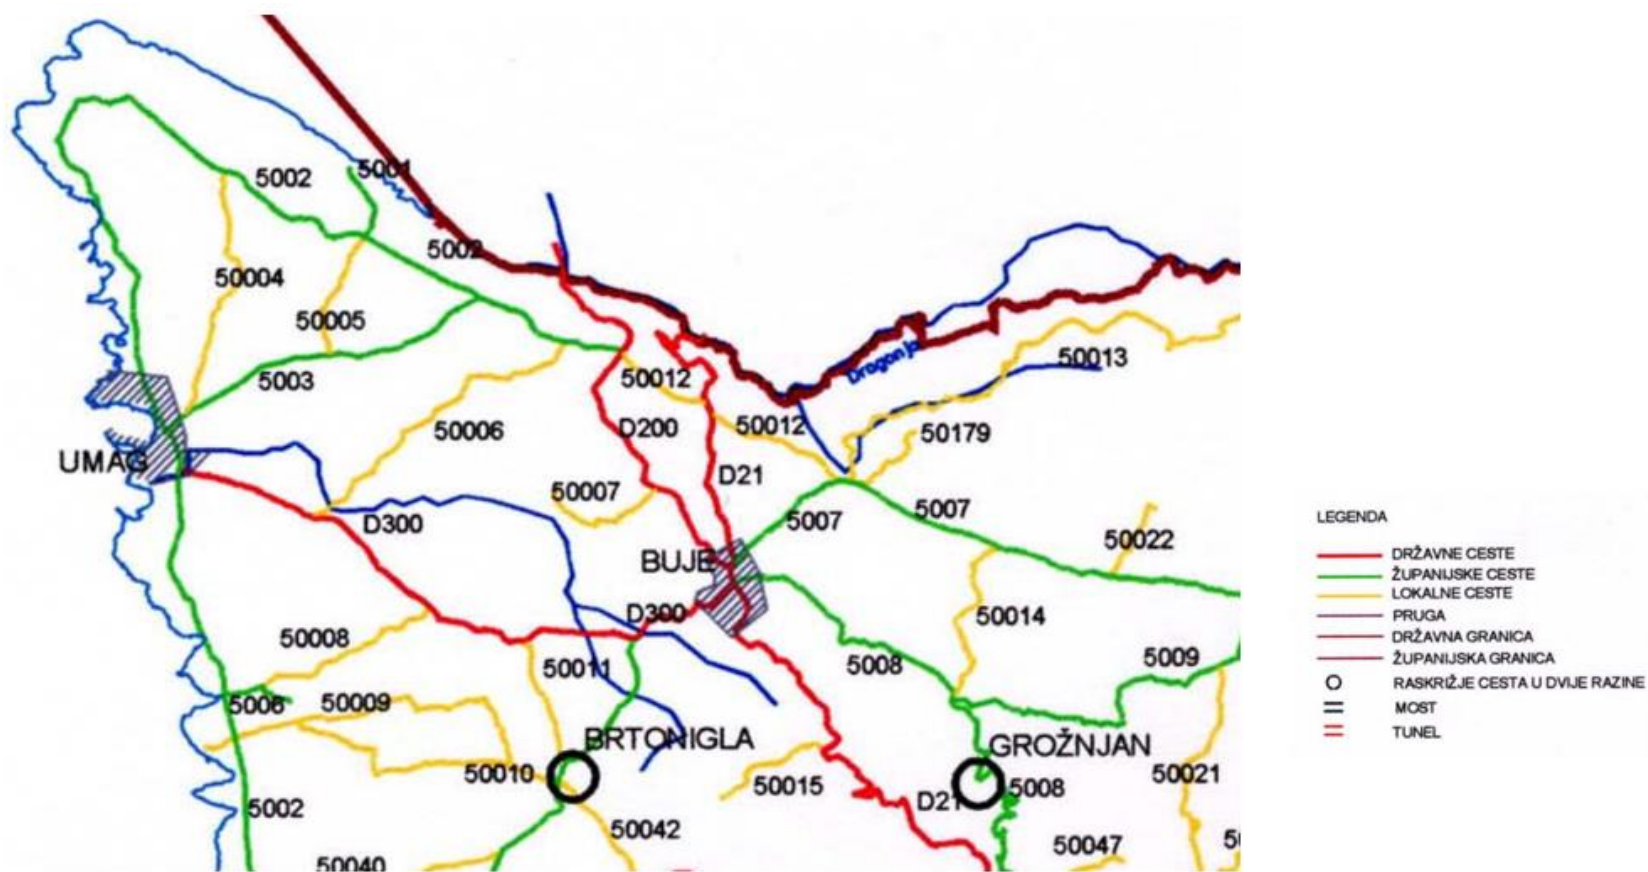 5001
5002
5002
50004
50005
5003
50012
50013
Dragonja
50006
D200
50012
50179
UMAG
D21
50007
D300
5007
5007
50022
BUJE
D300
50014
50008
50011
5008
5009
5006
50009
BRTONIGLA
GROŽNJAN
50010
50015
D21
5008
50021
5002
50042
50047
50040
LEGENDA
DRŽAVNE CESTE
ŽUPANIJSKE CESTE
LOKALNE CESTE
PRUGA
DRŽAVNA GRANICA
ŽUPANIJSKA GRANICA
RASKRIŽJE CESTA U DVIJE RAZINE
MOST
TUNEL